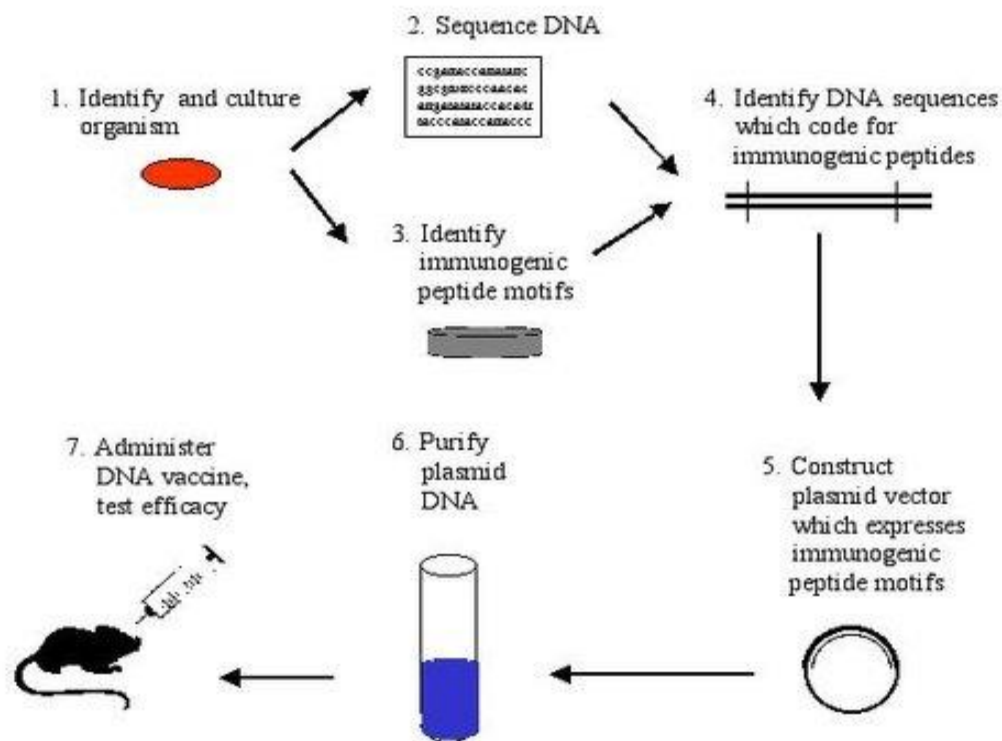 1. Identify and culture
organism
2. Sequence DNA
3. Identify
immunogenic
peptide motifs
4. Identify DNA sequences
which code for
immunogenic peptides
5. Construct
plasmid vector
which expresses
immunogenic
peptide motifs
6. Purify
plasmid
DNA
7. Administer
DNA vaccine,
test efficacy